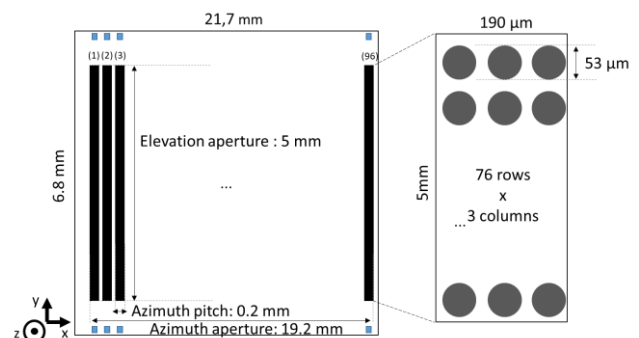 21,7 mm
190 µm
(1) (2) (3)
(96)
53 µm
Elevation aperture : 5 mm
6.8 mm
...
5mm
76 rows
x
... 3 columns
Azimuth pitch: 0.2 mm
Azimuth aperture: 19.2 mm
y
z
x